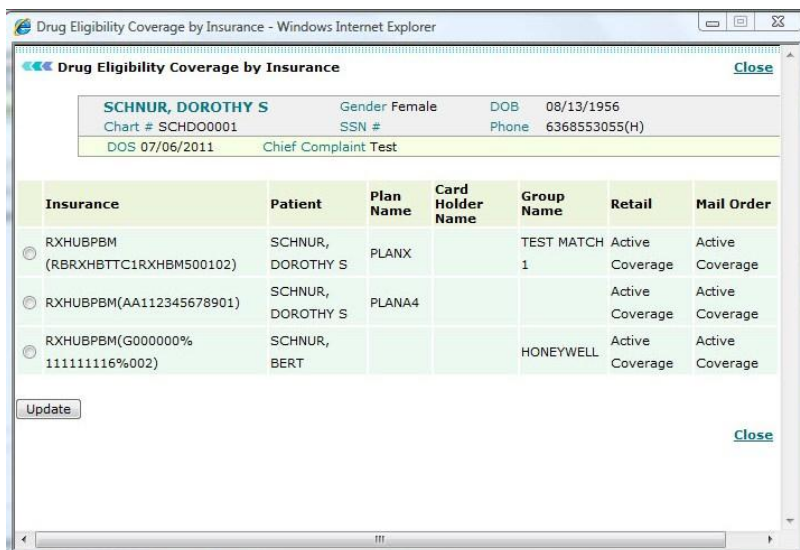 Drug Eligibility Coverage by Insurance - Windows Internet Explorer
Drug Eligibility Coverage by Insurance Close
SCHNUR, DOROTHY S Gender Female DOB 08/13/1956
Chart # SCHDO0001 SSN # Phone 6368553055(H)
DOS 07/06/2011 Chief Complaint Test
Insurance Patient Plan Name Card Holder Name Group Name Retail Mail Order
RXHUBPBM SCHNUR, PLANX TEST MATCH Active Active
(RBRXHBTTC1RXHBM500102) DOROTHY S 1 Coverage Coverage
RXHUBPBM(AA112345678901) SCHNUR, PLANA4 Active Active
DOROTHY S Coverage Coverage
RXHUBPBM(G000000% SCHNUR, HONEYWELL Active Active
111111116%002) BERT Coverage Coverage
Update
Close